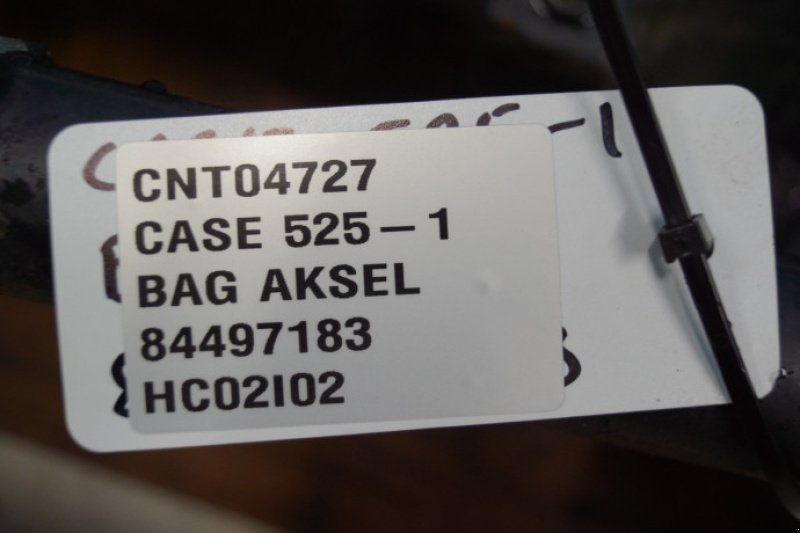 CNT04727
CASE 525-1
BAG AKSEL
84497183
HC02I02